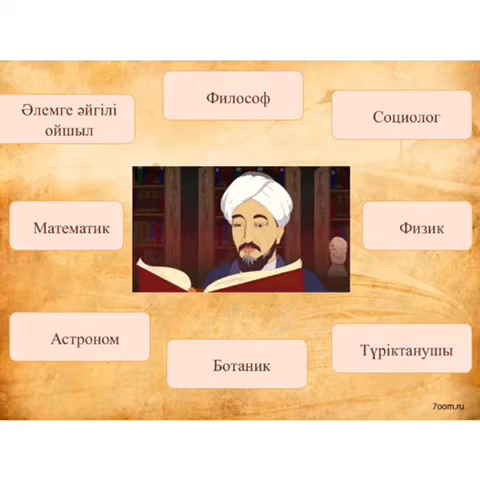 Философ
Әлемге әйгілі
ойшыл
Социолог
Математик
Физик
Астроном
Ботаник
Түріктанушы
7oom.ru